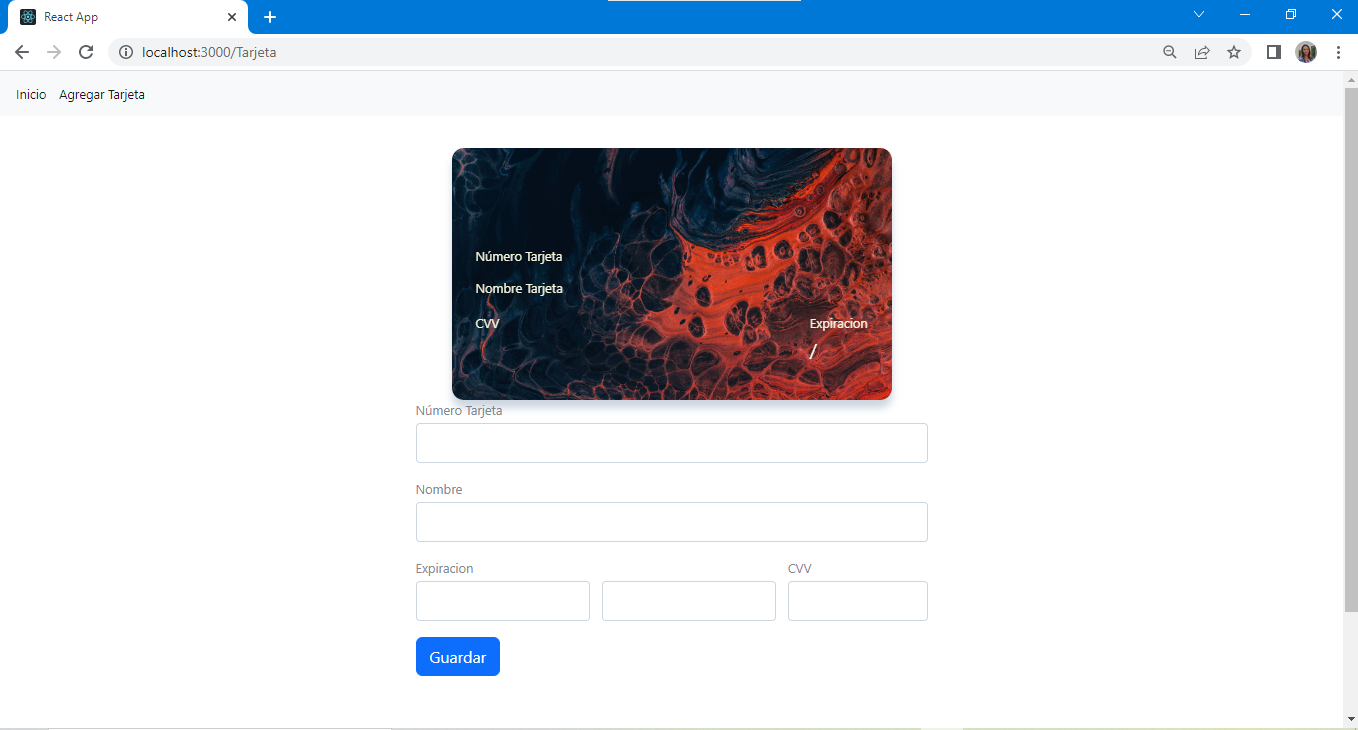 React App
localhost:3000/Tarjeta
Inicio Agregar Tarjeta
Número Tarjeta
Nombre Tarjeta
CVV Expiracion
/
Número Tarjeta
Nombre
Expiracion CVV
Guardar